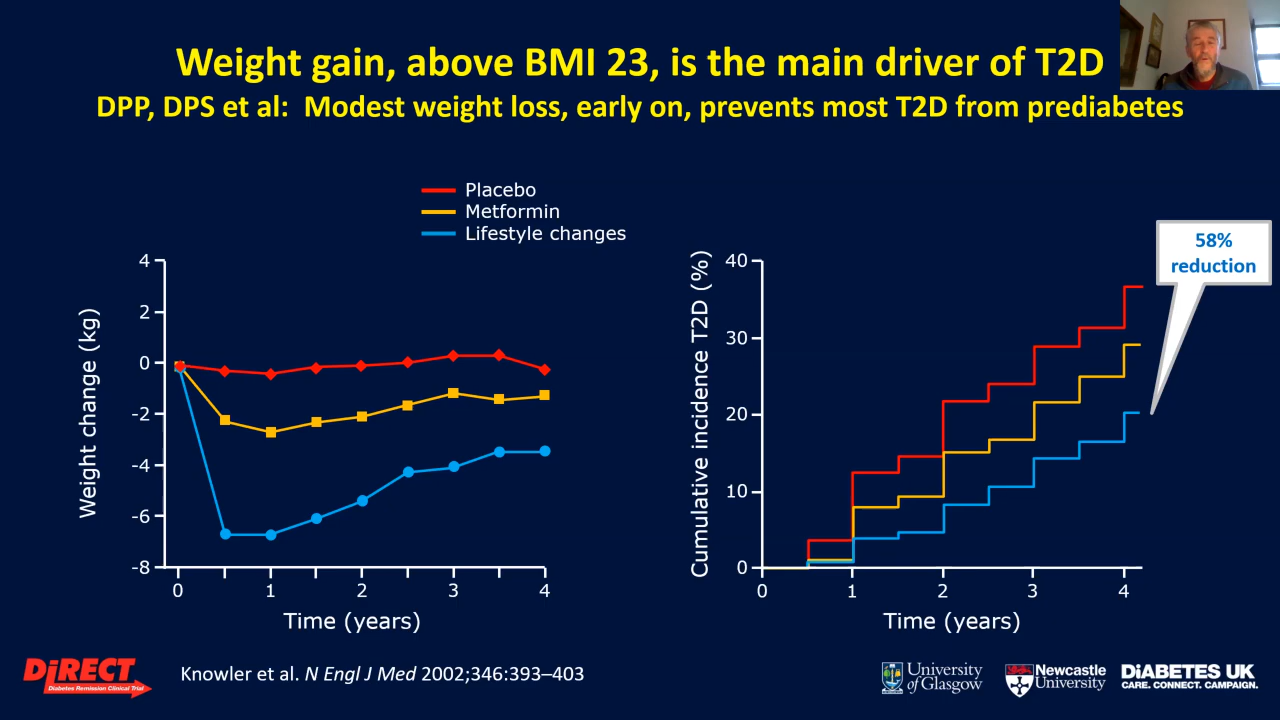 Weight gain, above BMI 23, is the main driver of T2D
DPP, DPS et al: Modest weight loss, early on, prevents most T2D from prediabetes
Placebo
Metformin
Lifestyle changes
Weight change (kg)
4
2
0
-2
-4
-6
-8
0
1
2
3
4
Time (years)
Cumulative incidence T2D (%)
40
30
20
10
0
0
1
2
3
4
Time (years)
58%
reduction
DiRECT
Diabetes Remission Clinical Trial
Knowler et al. N Engl J Med 2002;346:393–403
University
of Glasgow
Newcastle
University
DiABETES UK
CARE. CONNECT. CAMPAIGN.